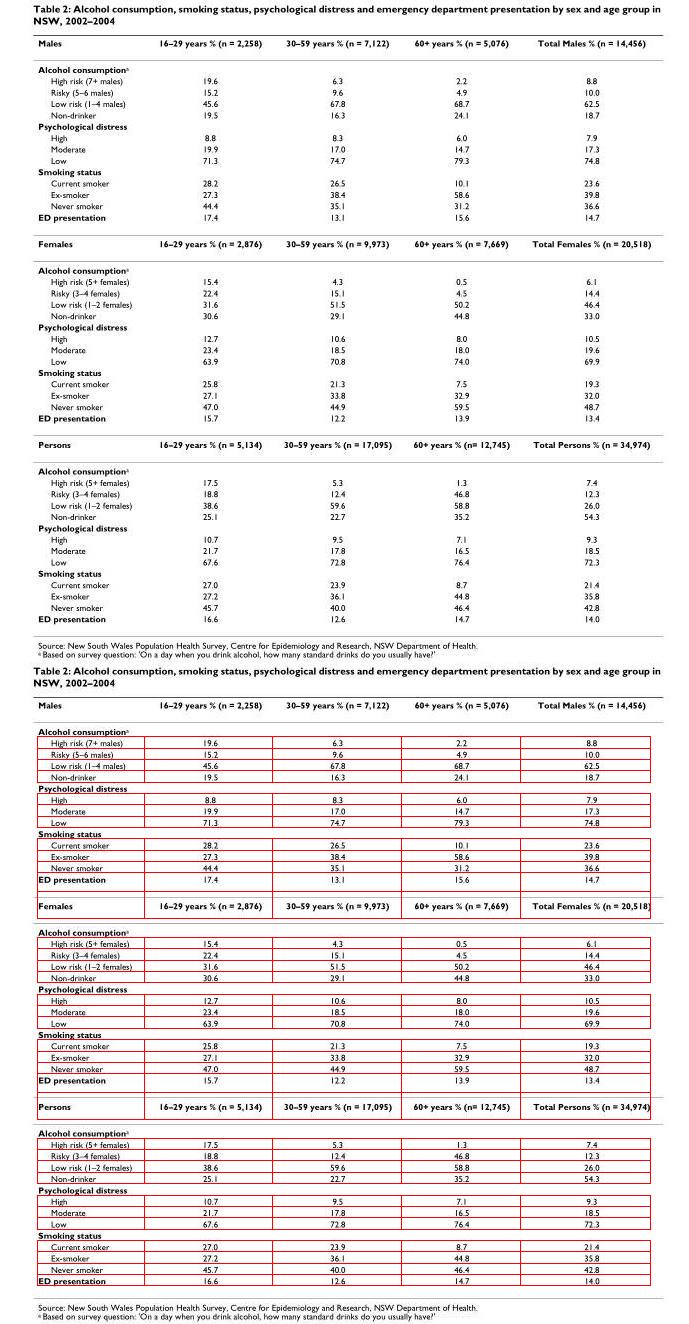 Table 2: Alcohol consumption, smoking status, psychological distress and emergency department presentation by sex and age group in
NSW, 2002–2004
Males 16–29 years % (n = 2,258) 30–59 years % (n = 7,122) 60+ years % (n = 5,076) Total Males % (n = 14,456)
Alcohol consumptionᵃ
High risk (7+ males) 19.6 6.3 2.2 8.8
Risky (5–6 males) 15.2 9.6 4.9 10.0
Low risk (1–4 males) 45.6 67.8 68.7 62.5
Non-drinker 19.5 16.3 24.1 18.7
Psychological distress
High 8.8 8.3 6.0 7.9
Moderate 19.9 17.0 14.7 17.3
Low 71.3 74.7 79.3 74.8
Smoking status
Current smoker 28.2 26.5 10.1 23.6
Ex-smoker 27.3 38.4 58.6 39.8
Never smoker 44.4 35.1 31.2 36.6
ED presentation 17.4 13.1 15.6 14.7
Females 16–29 years % (n = 2,876) 30–59 years % (n = 9,973) 60+ years % (n = 7,669) Total Females % (n = 20,518)
Alcohol consumptionᵃ
High risk (5+ females) 15.4 4.3 0.5 6.1
Risky (3–4 females) 22.4 15.1 4.5 14.4
Low risk (1–2 females) 31.6 51.5 50.2 46.4
Non-drinker 30.6 29.1 44.8 33.0
Psychological distress
High 12.7 10.6 8.0 10.5
Moderate 23.4 18.5 18.0 19.6
Low 63.9 70.8 74.0 69.9
Smoking status
Current smoker 25.8 21.3 7.5 19.3
Ex-smoker 27.1 33.8 32.9 32.0
Never smoker 47.0 44.9 59.5 48.7
ED presentation 15.7 12.2 13.9 13.4
Persons 16–29 years % (n = 5,134) 30–59 years % (n = 17,095) 60+ years % (n= 12,745) Total Persons % (n = 34,974)
Alcohol consumptionᵃ
High risk (5+ females) 17.5 5.3 1.3 7.4
Risky (3–4 females) 18.8 12.4 46.8 12.3
Low risk (1–2 females) 38.6 59.6 58.8 26.0
Non-drinker 25.1 22.7 35.2 54.3
Psychological distress
High 10.7 9.5 7.1 9.3
Moderate 21.7 17.8 16.5 18.5
Low 67.6 72.8 76.4 72.3
Smoking status
Current smoker 27.0 23.9 8.7 21.4
Ex-smoker 27.2 36.1 44.8 35.8
Never smoker 45.7 40.0 46.4 42.8
ED presentation 16.6 12.6 14.7 14.0
Source: New South Wales Population Health Survey, Centre for Epidemiology and Research, NSW Department of Health.
ᵃ Based on survey question: 'On a day when you drink alcohol, how many standard drinks do you usually have?'
Table 2: Alcohol consumption, smoking status, psychological distress and emergency department presentation by sex and age group in
NSW, 2002–2004
Males 16–29 years % (n = 2,258) 30–59 years % (n = 7,122) 60+ years % (n = 5,076) Total Males % (n = 14,456)
Alcohol consumptionᵃ
High risk (7+ males) 19.6 6.3 2.2 8.8
Risky (5–6 males) 15.2 9.6 4.9 10.0
Low risk (1–4 males) 45.6 67.8 68.7 62.5
Non-drinker 19.5 16.3 24.1 18.7
Psychological distress
High 8.8 8.3 6.0 7.9
Moderate 19.9 17.0 14.7 17.3
Low 71.3 74.7 79.3 74.8
Smoking status
Current smoker 28.2 26.5 10.1 23.6
Ex-smoker 27.3 38.4 58.6 39.8
Never smoker 44.4 35.1 31.2 36.6
ED presentation 17.4 13.1 15.6 14.7
Females 16–29 years % (n = 2,876) 30–59 years % (n = 9,973) 60+ years % (n = 7,669) Total Females % (n = 20,518)
Alcohol consumptionᵃ
High risk (5+ females) 15.4 4.3 0.5 6.1
Risky (3–4 females) 22.4 15.1 4.5 14.4
Low risk (1–2 females) 31.6 51.5 50.2 46.4
Non-drinker 30.6 29.1 44.8 33.0
Psychological distress
High 12.7 10.6 8.0 10.5
Moderate 23.4 18.5 18.0 19.6
Low 63.9 70.8 74.0 69.9
Smoking status
Current smoker 25.8 21.3 7.5 19.3
Ex-smoker 27.1 33.8 32.9 32.0
Never smoker 47.0 44.9 59.5 48.7
ED presentation 15.7 12.2 13.9 13.4
Persons 16–29 years % (n = 5,134) 30–59 years % (n = 17,095) 60+ years % (n= 12,745) Total Persons % (n = 34,974)
Alcohol consumptionᵃ
High risk (5+ females) 17.5 5.3 1.3 7.4
Risky (3–4 females) 18.8 12.4 46.8 12.3
Low risk (1–2 females) 38.6 59.6 58.8 26.0
Non-drinker 25.1 22.7 35.2 54.3
Psychological distress
High 10.7 9.5 7.1 9.3
Moderate 21.7 17.8 16.5 18.5
Low 67.6 72.8 76.4 72.3
Smoking status
Current smoker 27.0 23.9 8.7 21.4
Ex-smoker 27.2 36.1 44.8 35.8
Never smoker 45.7 40.0 46.4 42.8
ED presentation 16.6 12.6 14.7 14.0
Source: New South Wales Population Health Survey, Centre for Epidemiology and Research, NSW Department of Health.
ᵃ Based on survey question: 'On a day when you drink alcohol, how many standard drinks do you usually have?'